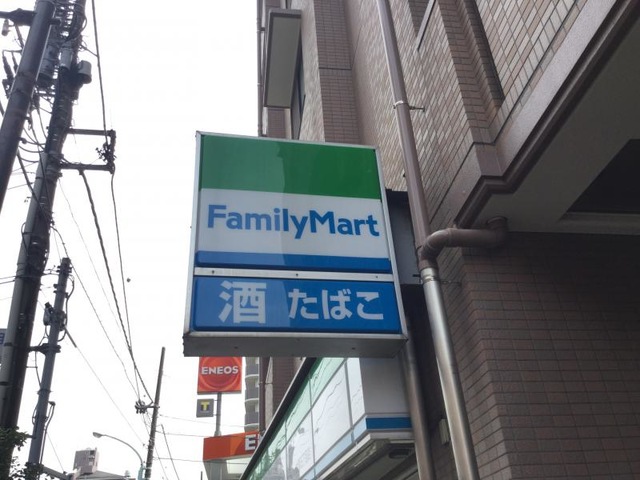 FamilyMart
酒 たばこ
ENEOS
T
E